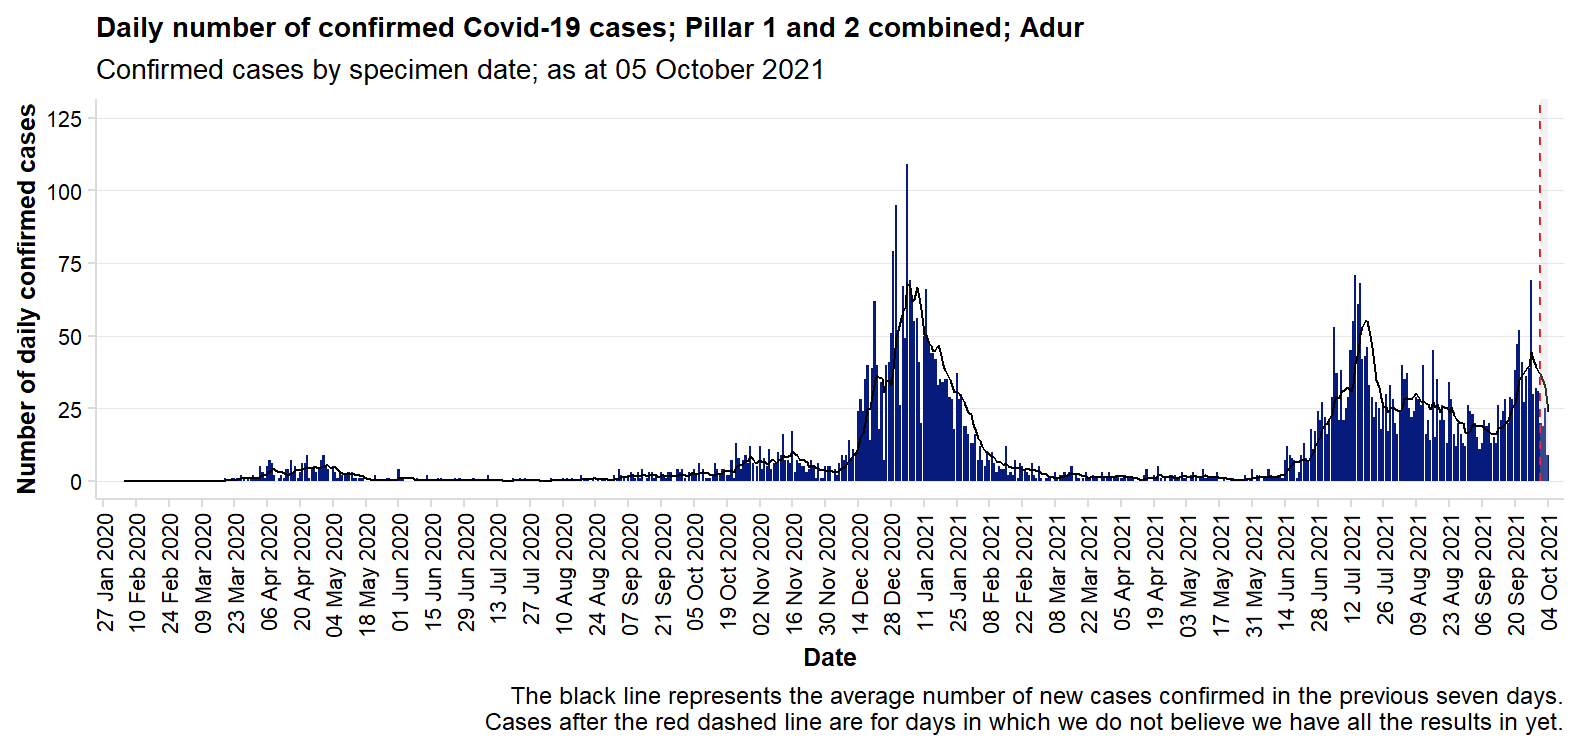 Daily number of confirmed Covid-19 cases; Pillar 1 and 2 combined; Adur
Confirmed cases by specimen date; as at 05 October 2021
Number of daily confirmed cases
125
100
75
50
25
0
27 Jan 2020
10 Feb 2020
24 Feb 2020
09 Mar 2020
23 Mar 2020
06 Apr 2020
20 Apr 2020
04 May 2020
18 May 2020
01 Jun 2020
15 Jun 2020
29 Jun 2020
13 Jul 2020
27 Jul 2020
10 Aug 2020
24 Aug 2020
07 Sep 2020
21 Sep 2020
05 Oct 2020
19 Oct 2020
02 Nov 2020
16 Nov 2020
30 Nov 2020
14 Dec 2020
28 Dec 2020
11 Jan 2021
25 Jan 2021
08 Feb 2021
22 Feb 2021
08 Mar 2021
22 Mar 2021
05 Apr 2021
19 Apr 2021
03 May 2021
17 May 2021
31 May 2021
14 Jun 2021
28 Jun 2021
12 Jul 2021
26 Jul 2021
09 Aug 2021
23 Aug 2021
06 Sep 2021
20 Sep 2021
04 Oct 2021
Date
The black line represents the average number of new cases confirmed in the previous seven days.
Cases after the red dashed line are for days in which we do not believe we have all the results in yet.